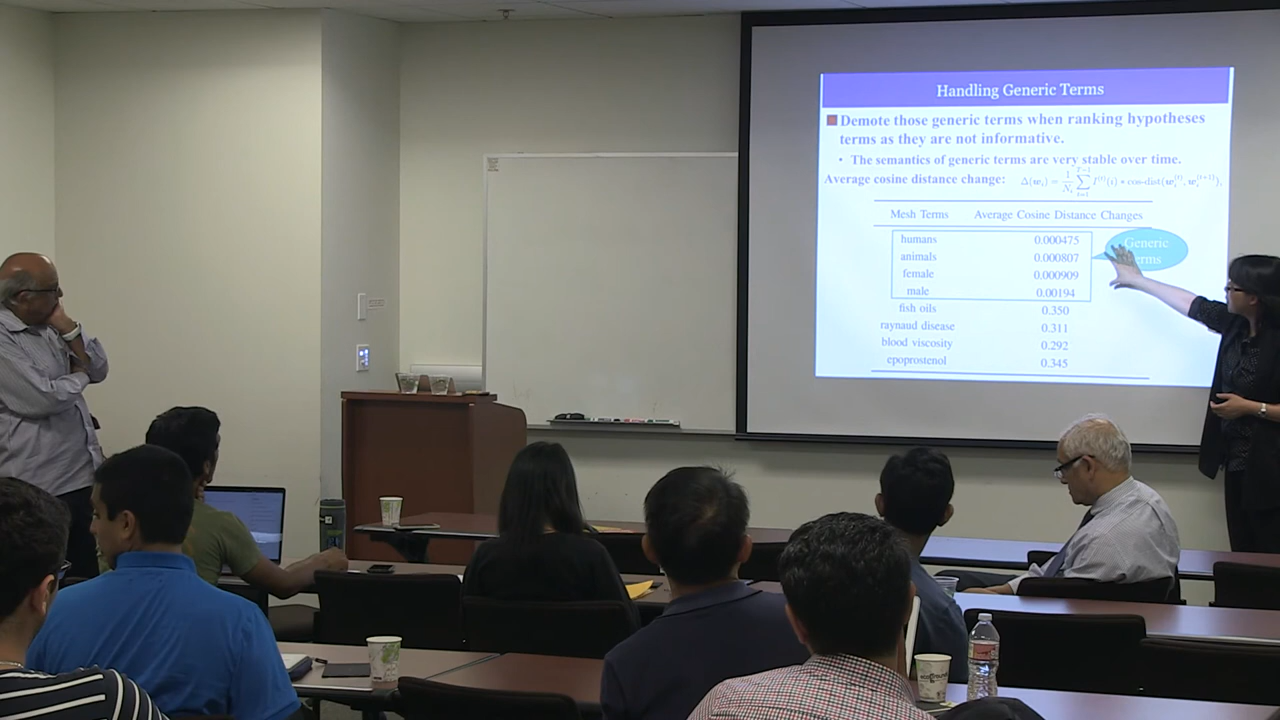 Handling Generic Terms
Demote those generic terms when ranking hypotheses
terms as they are not informative.
• The semantics of generic terms are very stable over time.
Average cosine distance change:
Mesh Terms Average Cosine Distance Changes
humans 0.000475
animals 0.000807
female 0.000909
male 0.00194
fish oils 0.350
raynaud disease 0.311
blood viscosity 0.292
epoprostenol 0.345
Generic